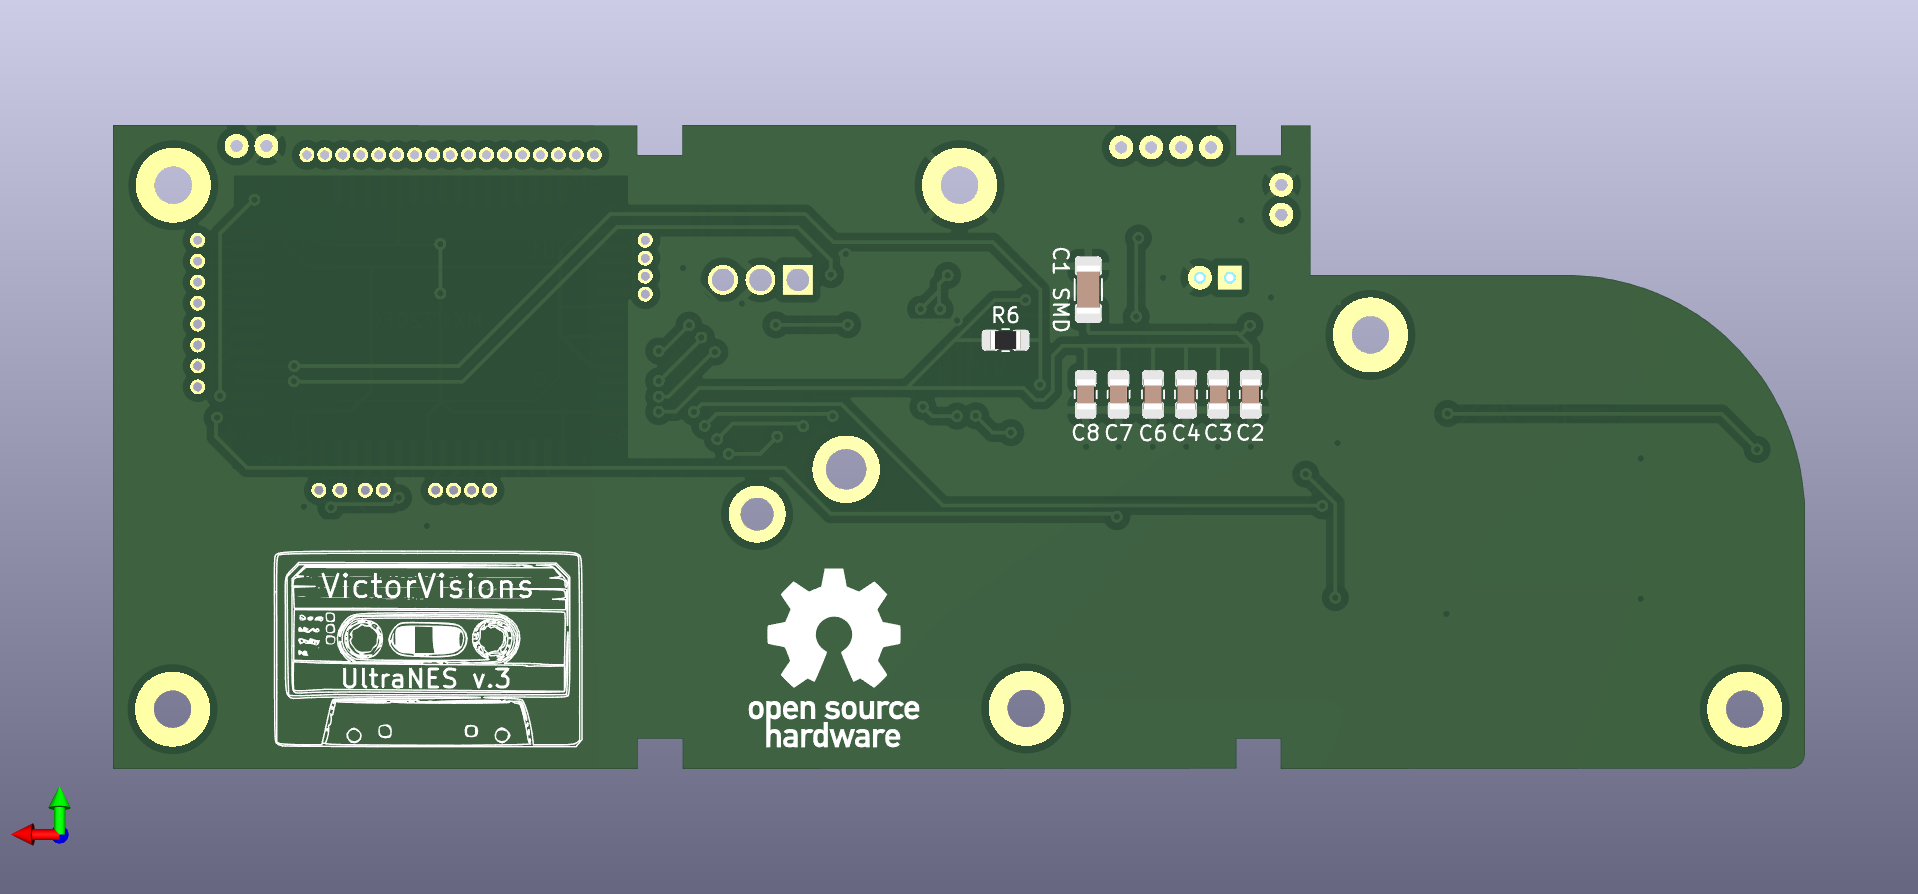 C1 SMD
R6
C8 C7 C6 C4 C3 C2
VictorVisions
UltraNES v.3
open source
hardware